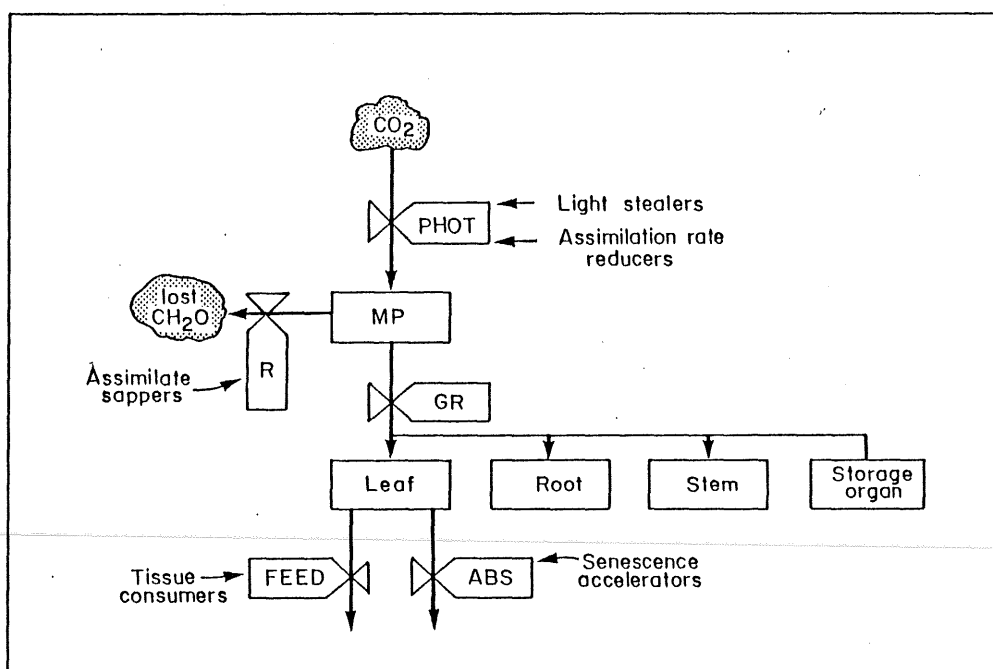 CO₂
PHOT
Light stealers
Assimilation rate
reducers
lost
CH₂O
MP
R
Assimilate
sappers
GR
Leaf
Root
Stem
Storage
organ
Tissue
consumers
FEED
ABS
Senescence
accelerators